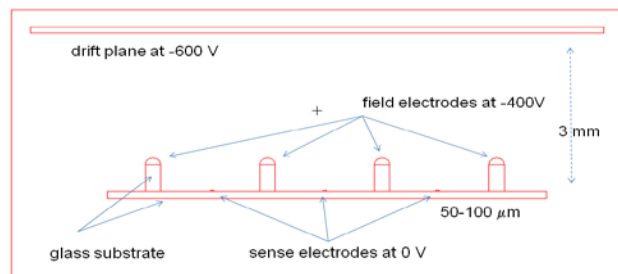 drift plane at -600 V
field electrodes at -400V
3 mm
50-100 μm
glass substrate
sense electrodes at 0 V